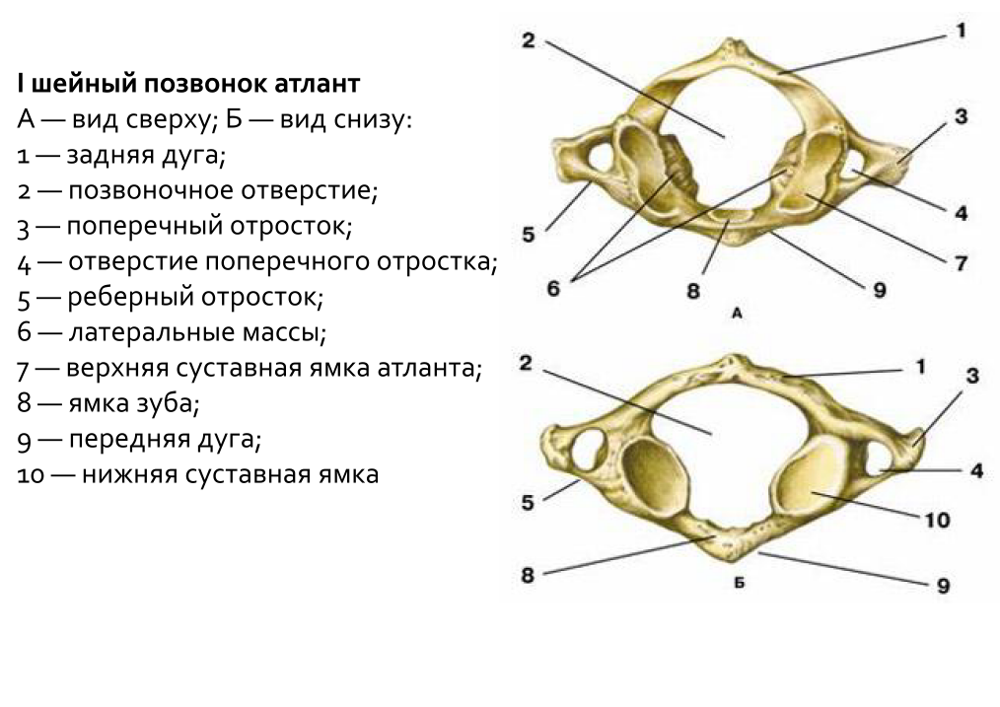 I шейный позвонок атлант
А — вид сверху; Б — вид снизу:
1 — задняя дуга;
2 — позвоночное отверстие;
3 — поперечный отросток;
4 — отверстие поперечного отростка;
5 — реберный отросток;
6 — латеральные массы;
7 — верхняя суставная ямка атланта;
8 — ямка зуба;
9 — передняя дуга;
10 — нижняя суставная ямка
2
1
3
4
5
7
6
8
9
А
2
1
3
4
5
10
8
9
Б